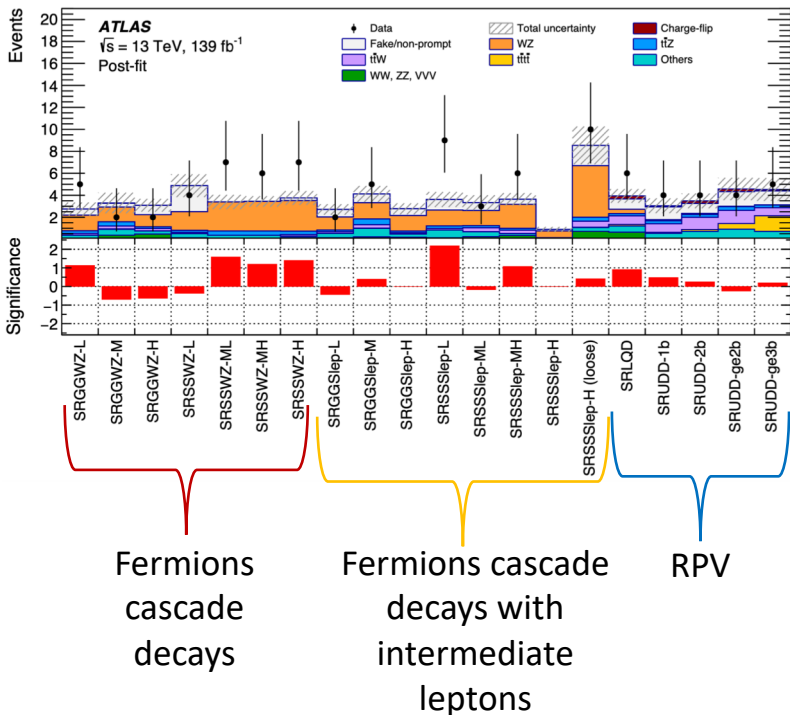 Events
20
18
16
14
12
10
8
6
4
2
ATLAS
√s = 13 TeV, 139 fb⁻¹
Post-fit
Data
Total uncertainty
Charge-flip
Fake/non-prompt
WZ
tt̄Z
tt̄W
tt̄tt̄
Others
WW, ZZ, VVV
Significance
2
1
0
−1
−2
SRGGWZ-L
SRGGWZ-M
SRGGWZ-H
SRSSWZ-L
SRSSWZ-ML
SRSSWZ-MH
SRSSWZ-H
SRGGSlep-L
SRGGSlep-M
SRGGSlep-H
SRSSSlep-L
SRSSSlep-ML
SRSSSlep-MH
SRSSSlep-H
SRSSSlep-H (loose)
SRLQD
SRUDD-1b
SRUDD-2b
SRUDD-ge2b
SRUDD-ge3b
Fermions
cascade
decays
Fermions cascade
decays with
intermediate
leptons
RPV